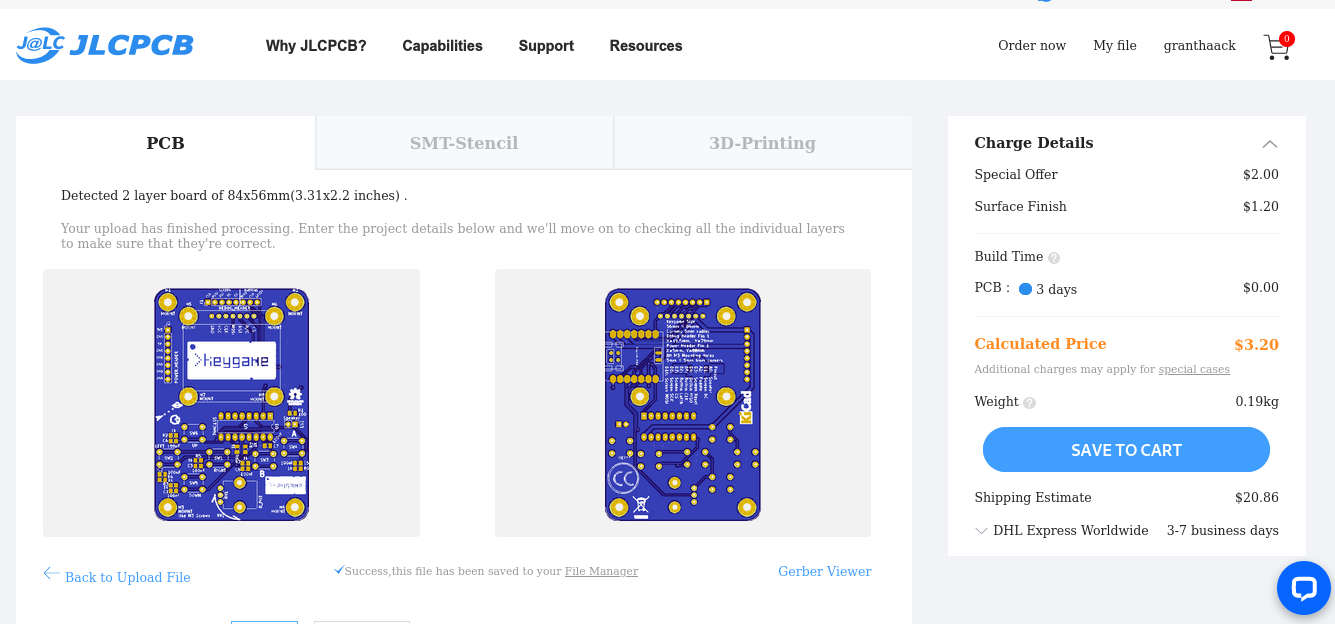 J@LC JLCPCB
Why JLCPCB? Capabilities Support Resources
Order now My file granthaack 0
PCB SMT-Stencil 3D-Printing
Detected 2 layer board of 84x56mm(3.31x2.2 inches) .
Your upload has finished processing. Enter the project details below and we'll move on to checking all the individual layers
to make sure that they're correct.
>keygame
KiCad
Back to Upload File
Success,this file has been saved to your File Manager
Gerber Viewer
Charge Details
Special Offer $2.00
Surface Finish $1.20
Build Time ?
PCB : 3 days $0.00
Calculated Price $3.20
Additional charges may apply for special cases
Weight ? 0.19kg
SAVE TO CART
Shipping Estimate $20.86
DHL Express Worldwide 3-7 business days